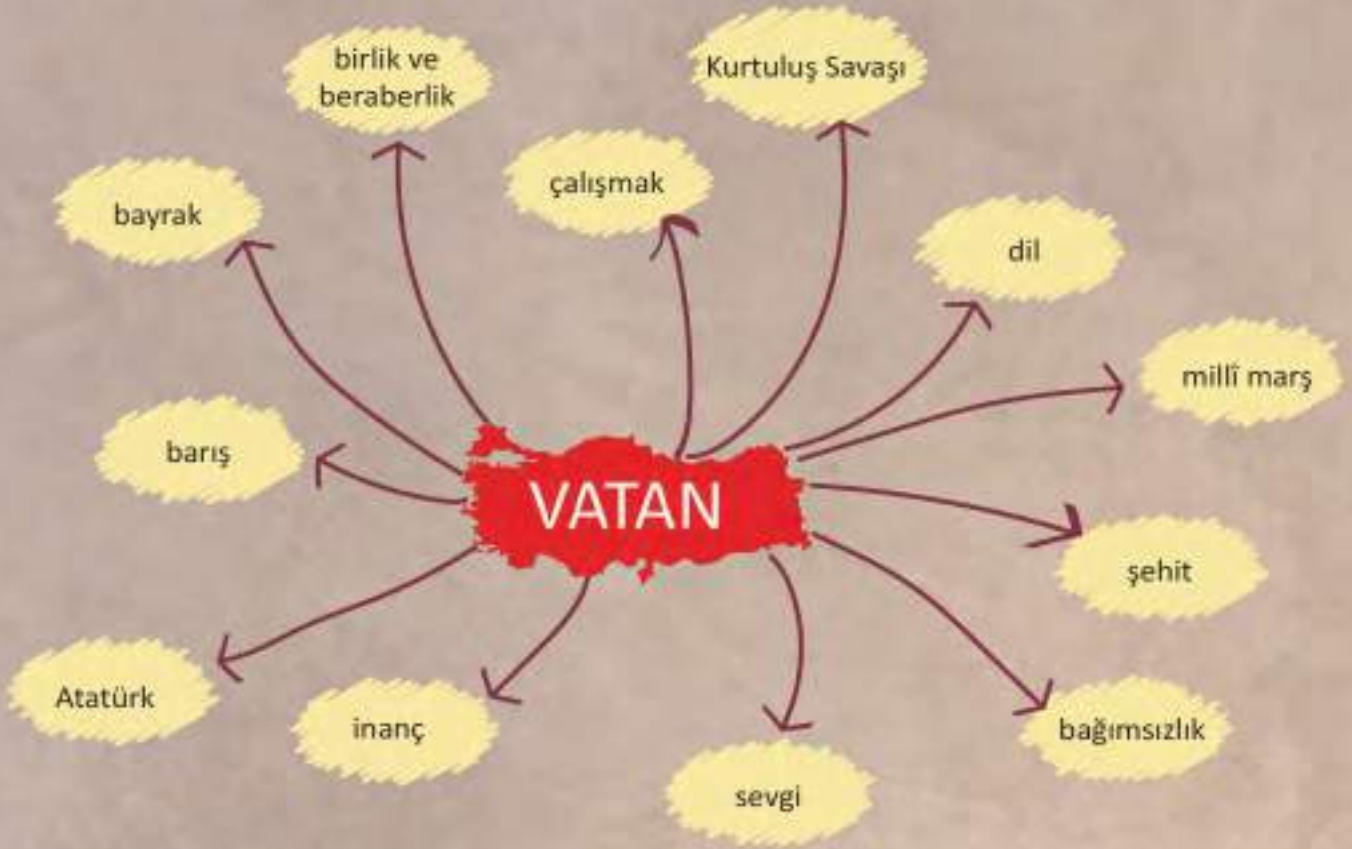 birlik ve
beraberlik
Kurtuluş Savaşı
çalışmak
bayrak
dil
millî marş
barış
VATAN
şehit
Atatürk
inanç
bağımsızlık
sevgi